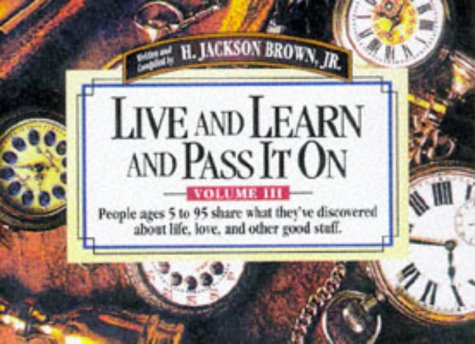 Written and
Compiled by
H. JACKSON BROWN, JR.
LIVE AND LEARN
AND PASS IT ON
VOLUME III
People ages 5 to 95 share what they've discovered
about life, love, and other good stuff.